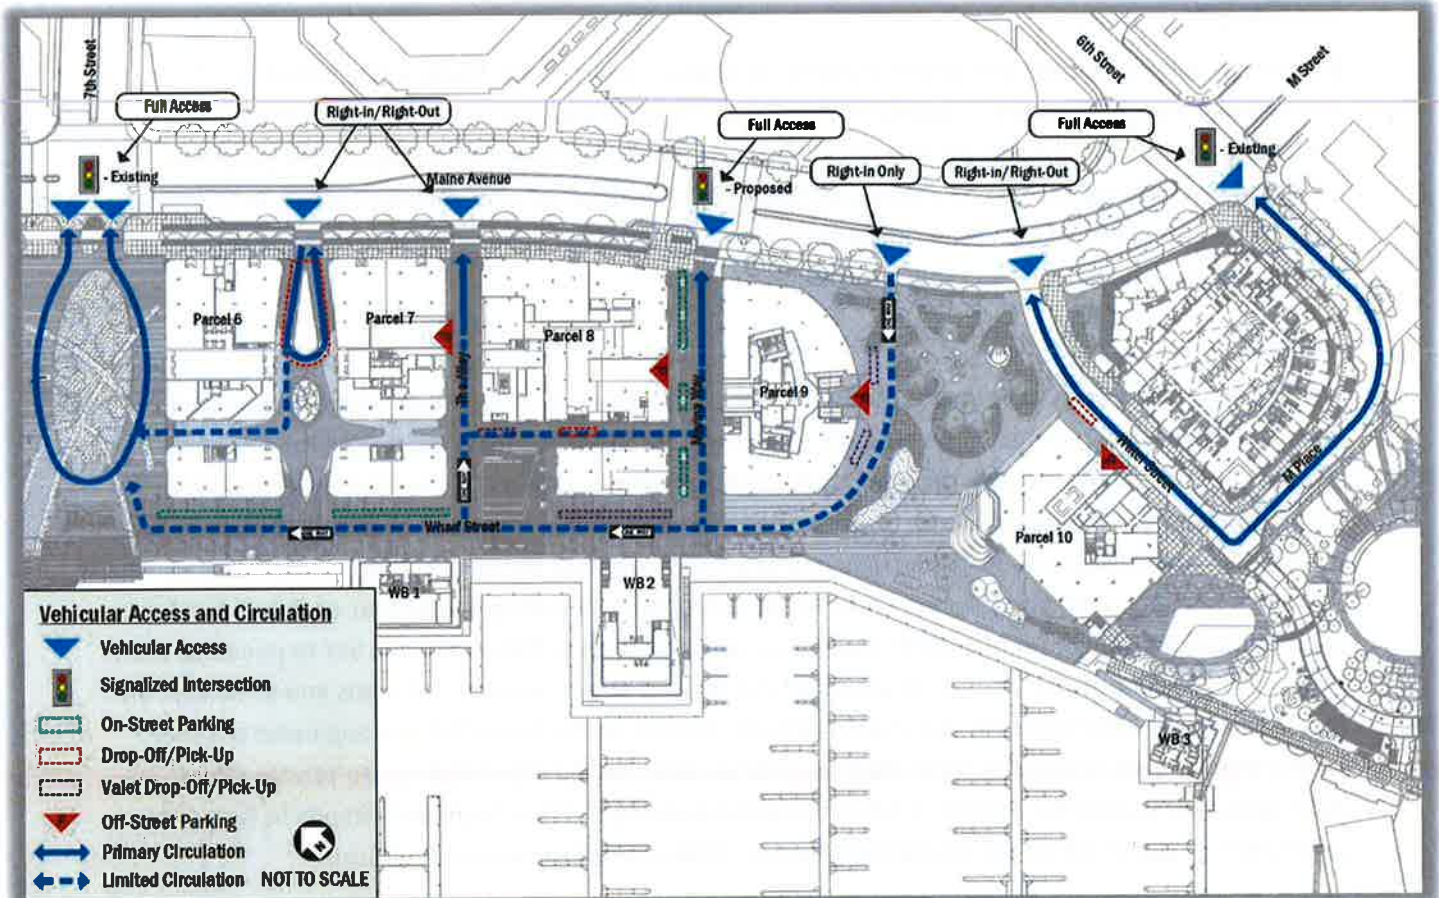 7th Street
6th Street
M Street
Full Access
Right-in/Right-Out
Full Access
Full Access
- Existing
Maine Avenue
- Proposed
Right-In Only
Right-in/Right-Out
- Existing
Parcel 6
Parcel 7
Parcel 8
Parcel 9
Water Street
M Place
Parcel 10
Wharf Street
WB 1
WB 2
WB 3
Vehicular Access and Circulation
Vehicular Access
Signalized Intersection
On-Street Parking
Drop-Off/Pick-Up
Valet Drop-Off/Pick-Up
P
Off-Street Parking
Primary Circulation
N
Limited Circulation NOT TO SCALE